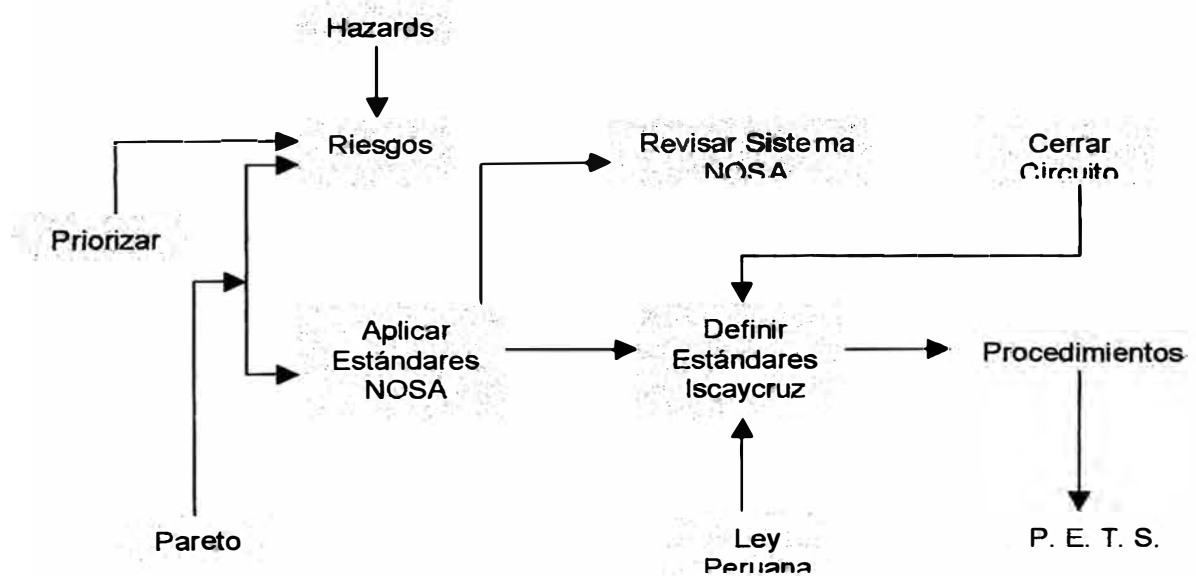 Hazards
Riesgos
Revisar Sistema
NOSA
Cerrar
Circuito
Priorizar
Aplicar
Estándares
NOSA
Definir
Estándares
Iscaycruz
Procedimientos
Pareto
Ley
Peruana
P. E. T. S.